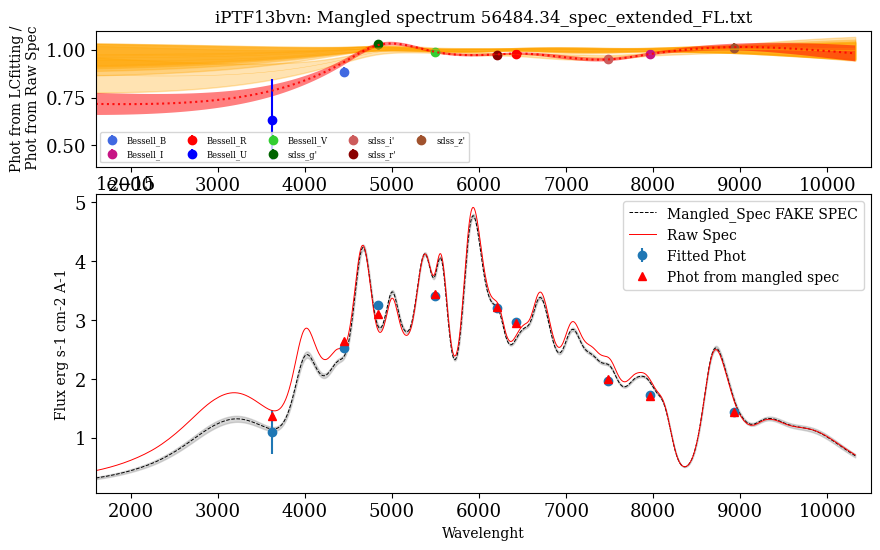 iPTF13bvn: Mangled spectrum 56484.34_spec_extended_FL.txt
Phot from LCfitting /
Phot from Raw Spec
1.00
0.75
0.50
Bessell_B
Bessell_I
Bessell_R
Bessell_U
Bessell_V
sdss_g'
sdss_i'
sdss_r'
sdss_z'
2000 3000 4000 5000 6000 7000 8000 9000 10000
1e−15
Flux erg s-1 cm-2 A-1
5
4
3
2
1
Mangled_Spec FAKE SPEC
Raw Spec
Fitted Phot
Phot from mangled spec
2000 3000 4000 5000 6000 7000 8000 9000 10000
Wavelenght